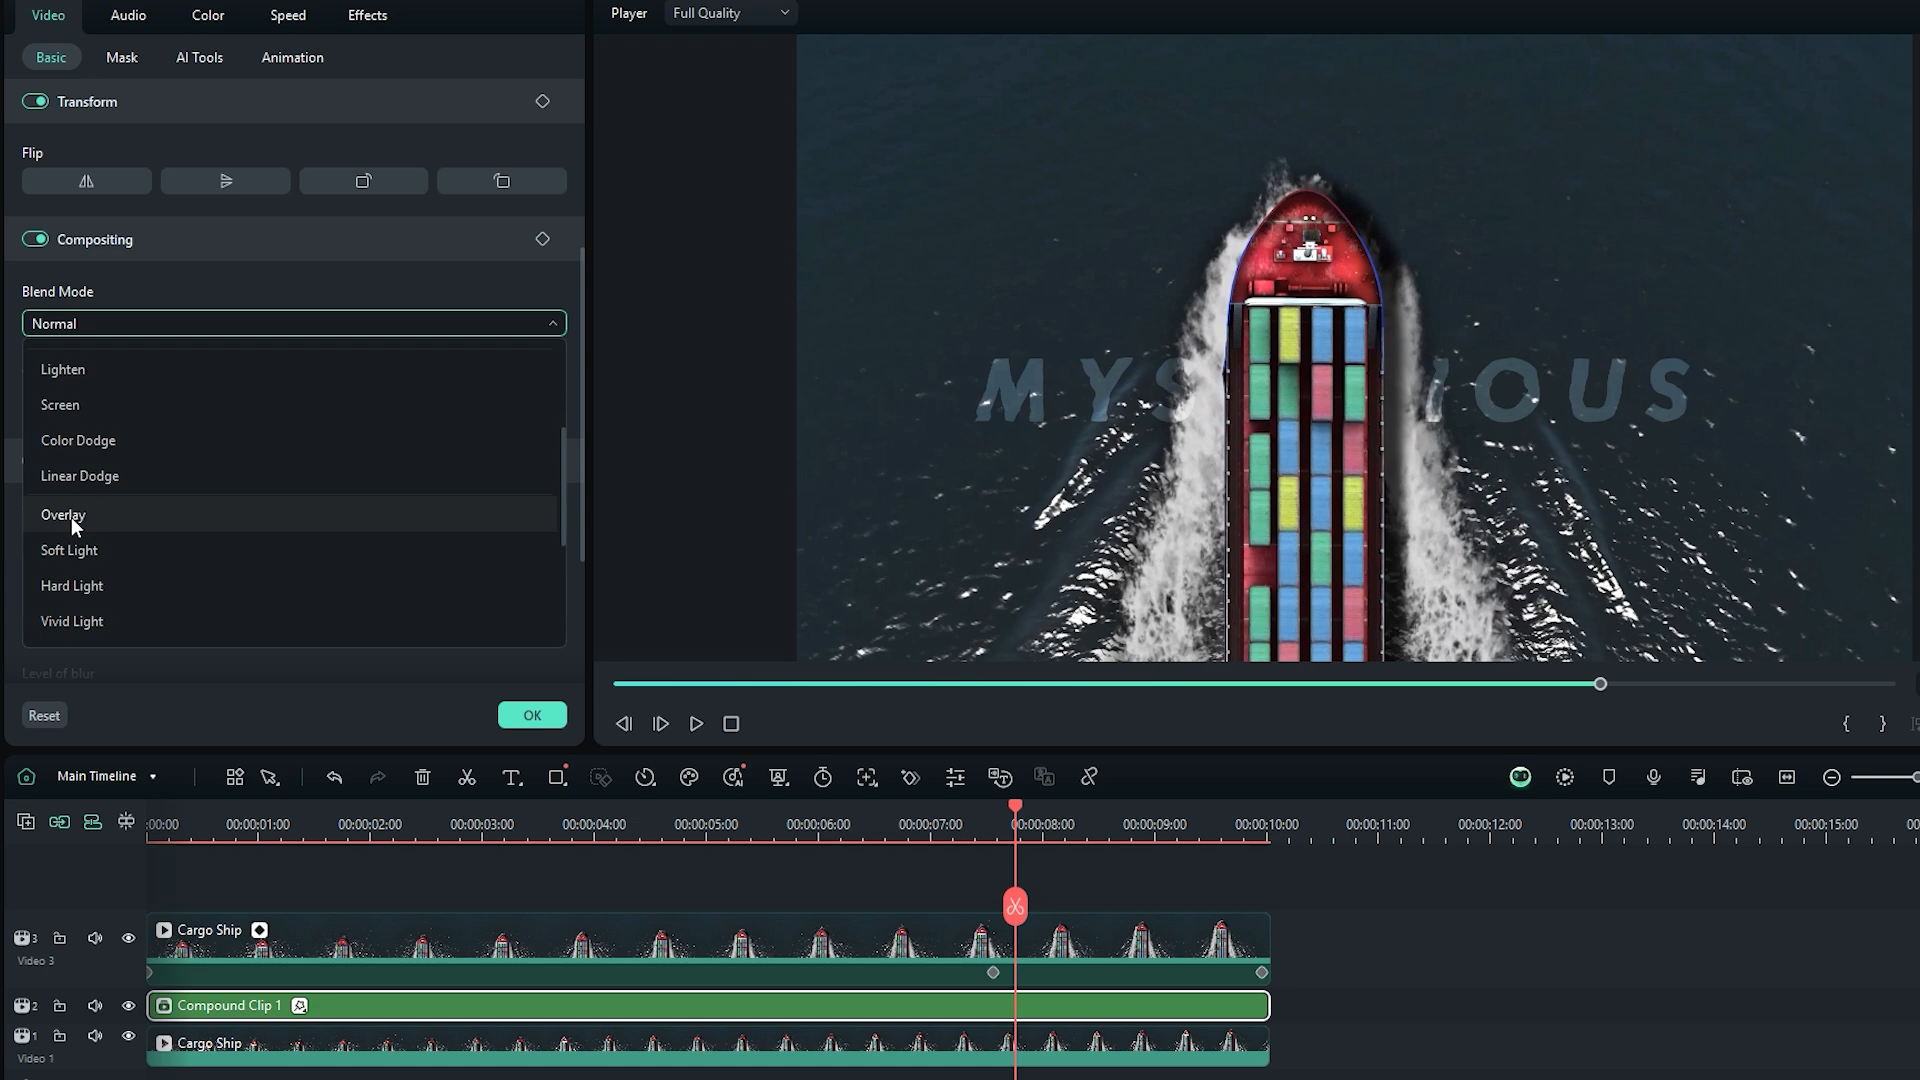 Video Audio Color Speed Effects
Player Full Quality
Basic Mask AI Tools Animation
Transform
Flip
Compositing
Blend Mode
Normal
Lighten
Screen
Color Dodge
Linear Dodge
Overlay
Soft Light
Hard Light
Vivid Light
Level of blur
Reset OK
MYS IOUS
Main Timeline
:00:00 00:00:01:00 00:00:02:00 00:00:03:00 00:00:04:00 00:00:05:00 00:00:06:00 00:00:07:00 00:00:08:00 00:00:09:00 00:00:10:00 00:00:11:00 00:00:12:00 00:00:13:00 00:00:14:00 00:00:15:00 00
3 Cargo Ship
Video 3
2 Compound Clip 1
1 Cargo Ship
Video 1